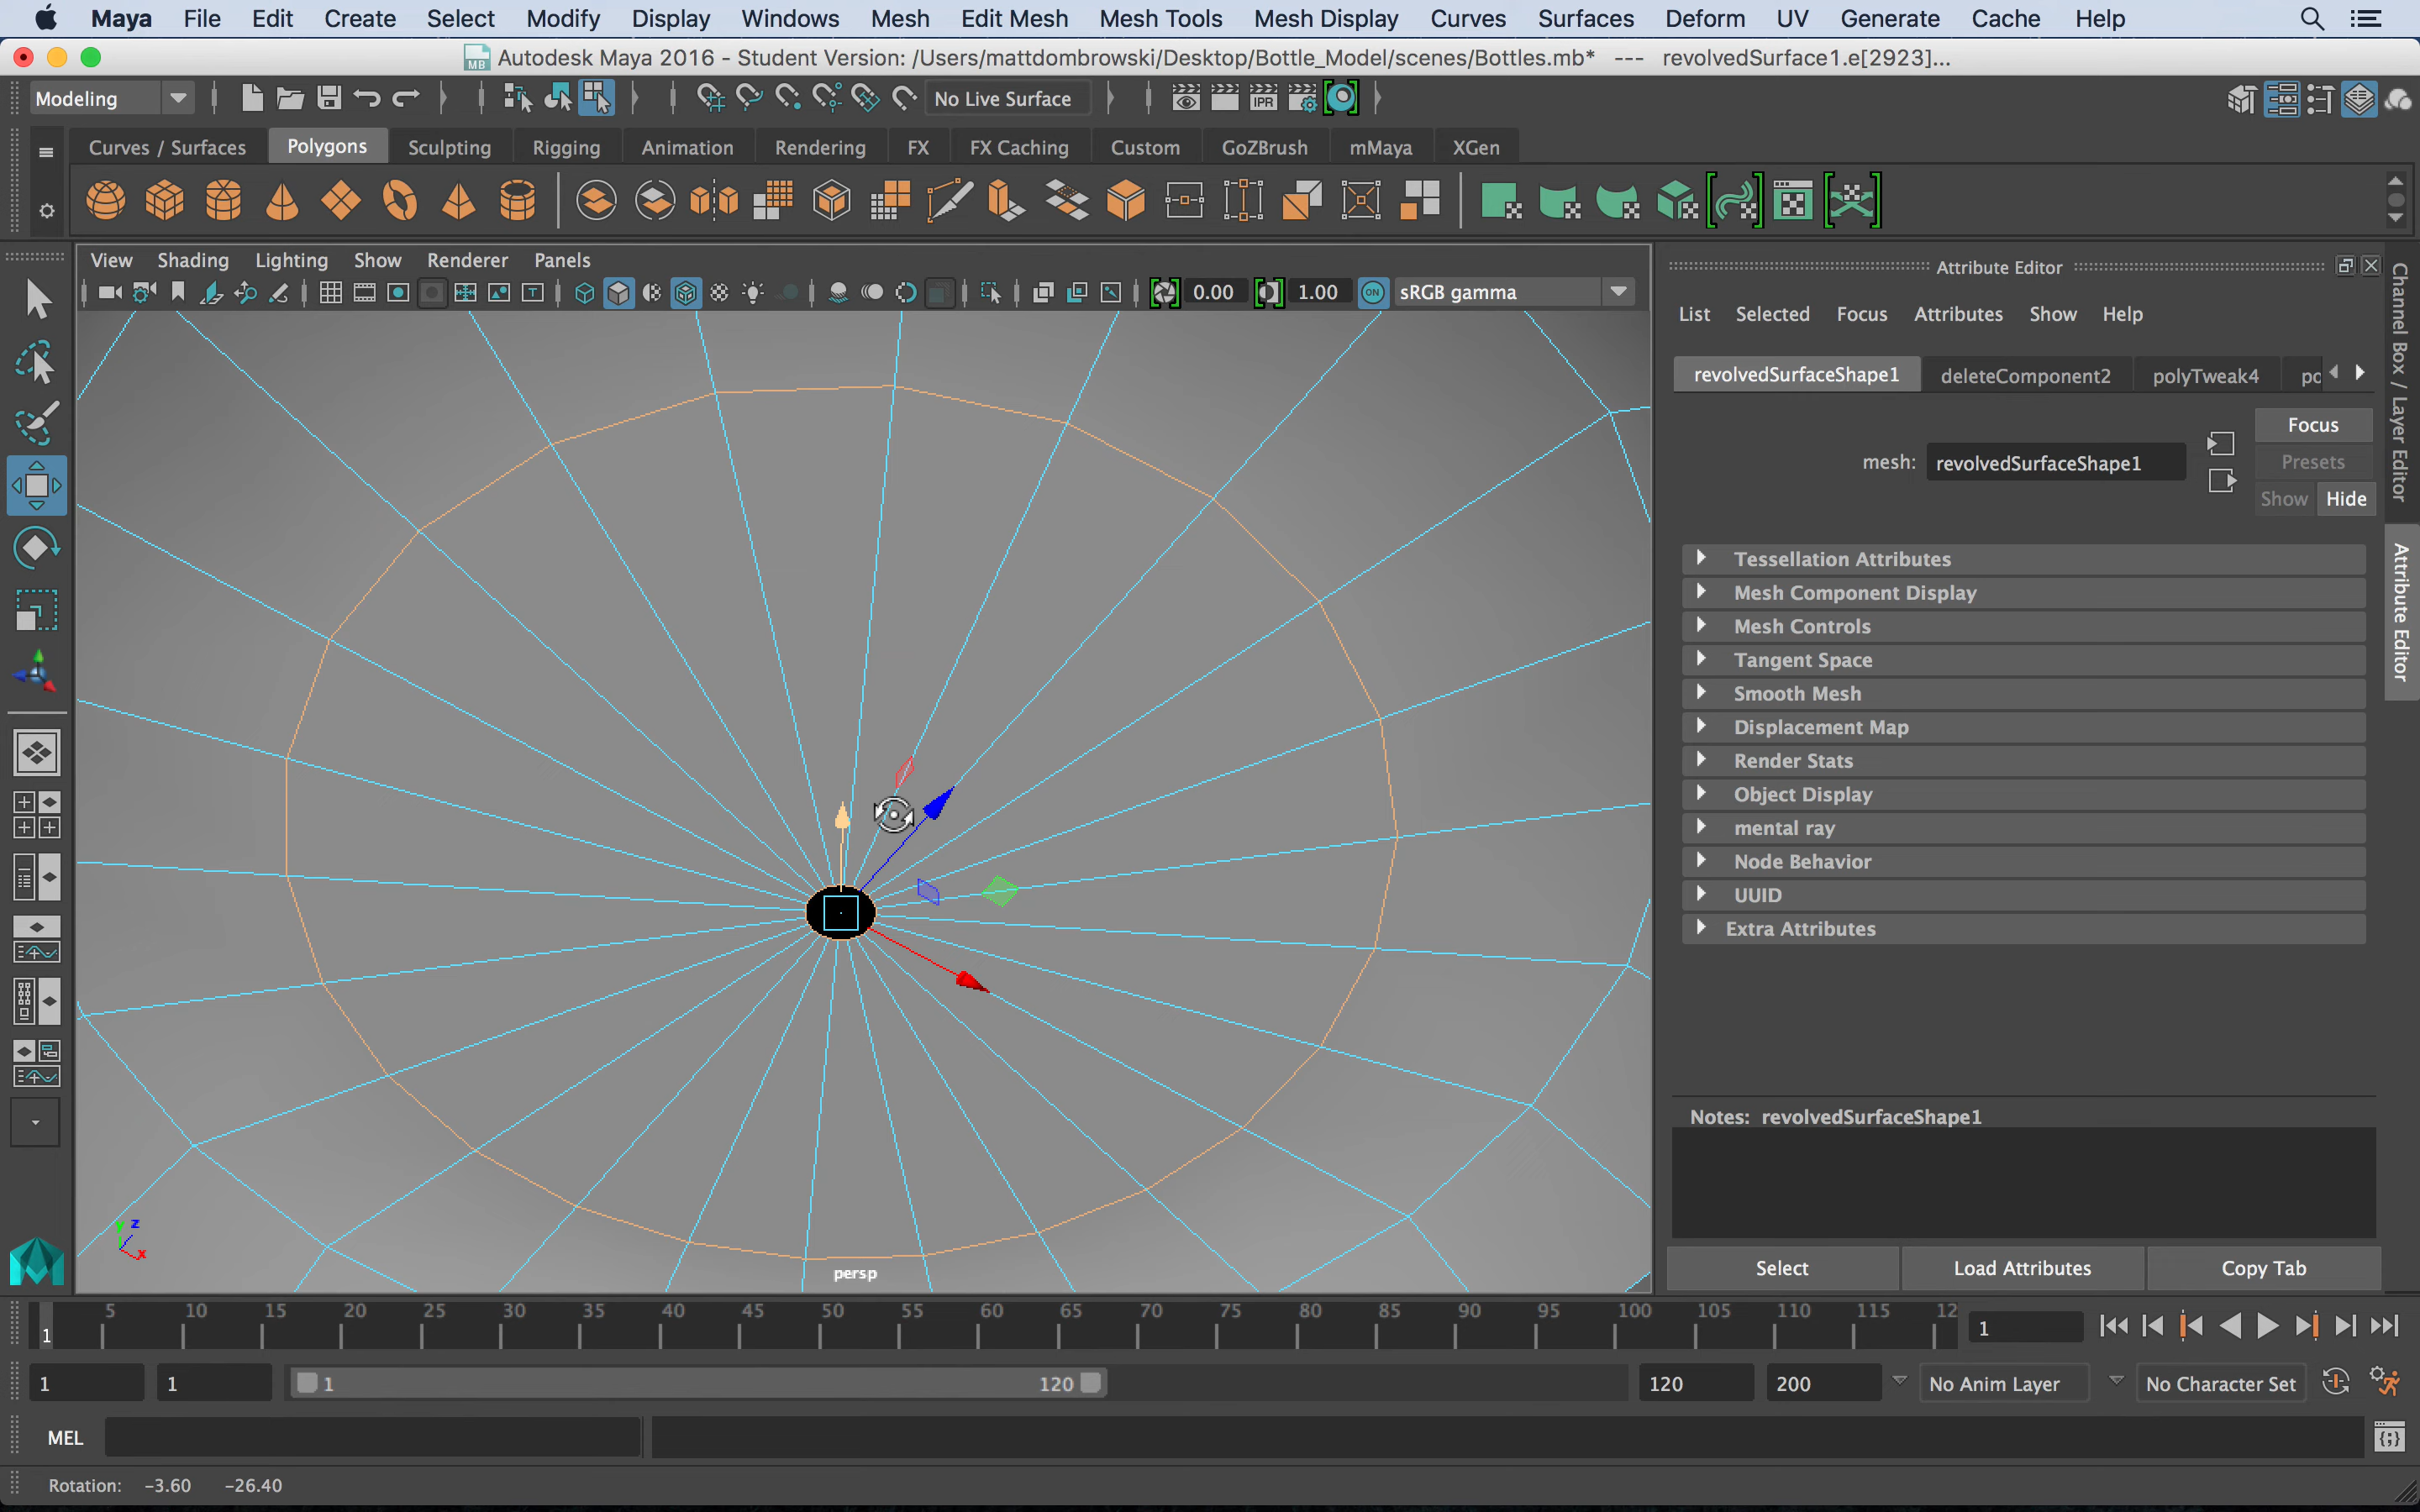 Maya File Edit Create Select Modify Display Windows Mesh Edit Mesh Mesh Tools Mesh Display Curves Surfaces Deform UV Generate Cache Help
MB Autodesk Maya 2016 - Student Version: /Users/mattdombrowski/Desktop/Bottle_Model/scenes/Bottles.mb* --- revolvedSurface1.e[2923]...
Modeling No Live Surface IPR
Curves / Surfaces Polygons Sculpting Rigging Animation Rendering FX FX Caching Custom GoZBrush mMaya XGen
View Shading Lighting Show Renderer Panels
0.00 1.00 ON sRGB gamma
Attribute Editor
List Selected Focus Attributes Show Help
revolvedSurfaceShape1 deleteComponent2 polyTweak4 po
mesh: revolvedSurfaceShape1
Focus
Presets
Show Hide
Tessellation Attributes
Mesh Component Display
Mesh Controls
Tangent Space
Smooth Mesh
Displacement Map
Render Stats
Object Display
mental ray
Node Behavior
UUID
Extra Attributes
Notes: revolvedSurfaceShape1
Select Load Attributes Copy Tab
Channel Box / Layer Editor
Attribute Editor
y z
x
persp
5 10 15 20 25 30 35 40 45 50 55 60 65 70 75 80 85 90 95 100 105 110 115 12
1 1
1 1 1 120 120 200 No Anim Layer No Character Set
MEL
Rotation: -3.60 -26.40